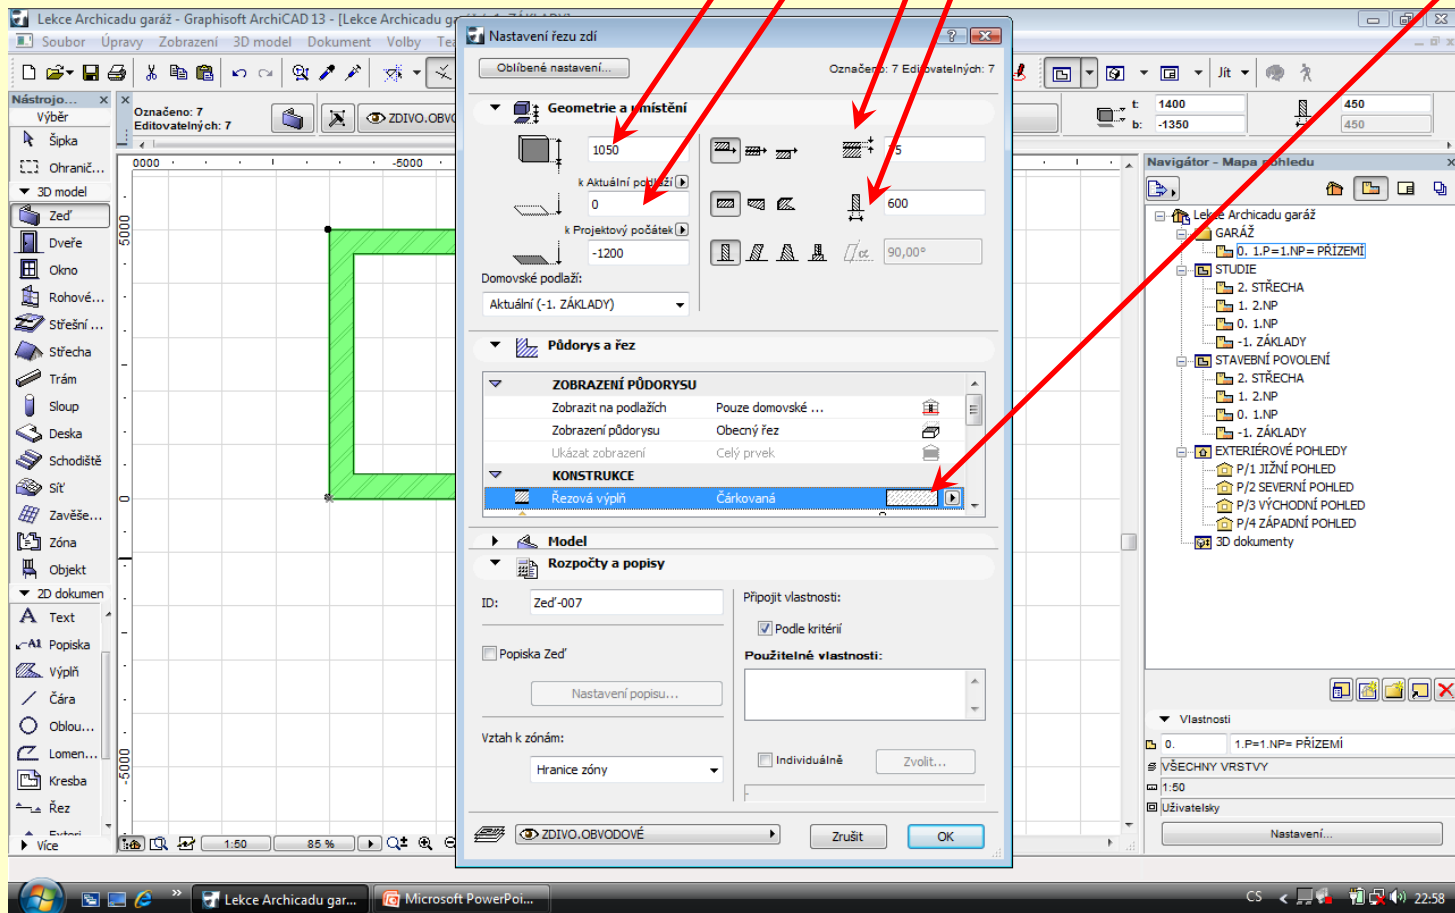 Lekce Archicadu garáž - Graphisoft ArchiCAD 13 - [Lekce Archicadu
Soubor Úpravy Zobrazení 3D model Dokument Volby
Jít
Nástrojo...
Výběr
Šipka
Ohranič...
3D model
Zeď
Dveře
Okno
Rohové...
Střešní ...
Střecha
Trám
Sloup
Deska
Schodiště
Síť
Zavěše...
Zóna
Objekt
2D dokumen
Text
A1 Popiska
Výplň
Čára
Oblou...
Lomen...
Kresba
Řez
Více
Označeno: 7
Editovatelných: 7
ZDIVO.OBV
t: 1400
b: -1350
450
450
0000
-5000
5000
0
-5000
1:50
85 %
Nastavení řezu zdí
Oblíbené nastavení...
Označeno: 7 Editovatelných: 7
Geometrie a umístění
1050
k Aktuální podlaží
0
k Projektový počátek
-1200
600
α
90,00°
Domovské podlaží:
Aktuální (-1. ZÁKLADY)
Půdorys a řez
ZOBRAZENÍ PŮDORYSU
Zobrazit na podlažích Pouze domovské ...
Zobrazení půdorysu Obecný řez
Ukázat zobrazení Celý prvek
KONSTRUKCE
Řezová výplň Čárkovaná
Model
Rozpočty a popisy
ID: Zeď-007
Popiska Zeď
Nastavení popisu...
Vztah k zónám:
Hranice zóny
Připojit vlastnosti:
Podle kritérií
Použitelné vlastnosti:
Individuálně
Zvolit...
ZDIVO.OBVODOVÉ
Zrušit
OK
Navigátor - Mapa pohledu
Lekce Archicadu garáž
GARÁŽ
0. 1.P=1.NP= PŘÍZEMÍ
STUDIE
2. STŘECHA
1. 2.NP
0. 1.NP
-1. ZÁKLADY
STAVEBNÍ POVOLENÍ
2. STŘECHA
1. 2.NP
0. 1.NP
-1. ZÁKLADY
EXTERIÉROVÉ POHLEDY
P/1 JIŽNÍ POHLED
P/2 SEVERNÍ POHLED
P/3 VÝCHODNÍ POHLED
P/4 ZÁPADNÍ POHLED
3D dokumenty
Vlastnosti
0. 1.P=1.NP= PŘÍZEMÍ
VŠECHNY VRSTVY
1:50
Uživatelsky
Nastavení...
Lekce Archicadu gar...
Microsoft PowerPoi...
CS
22:58